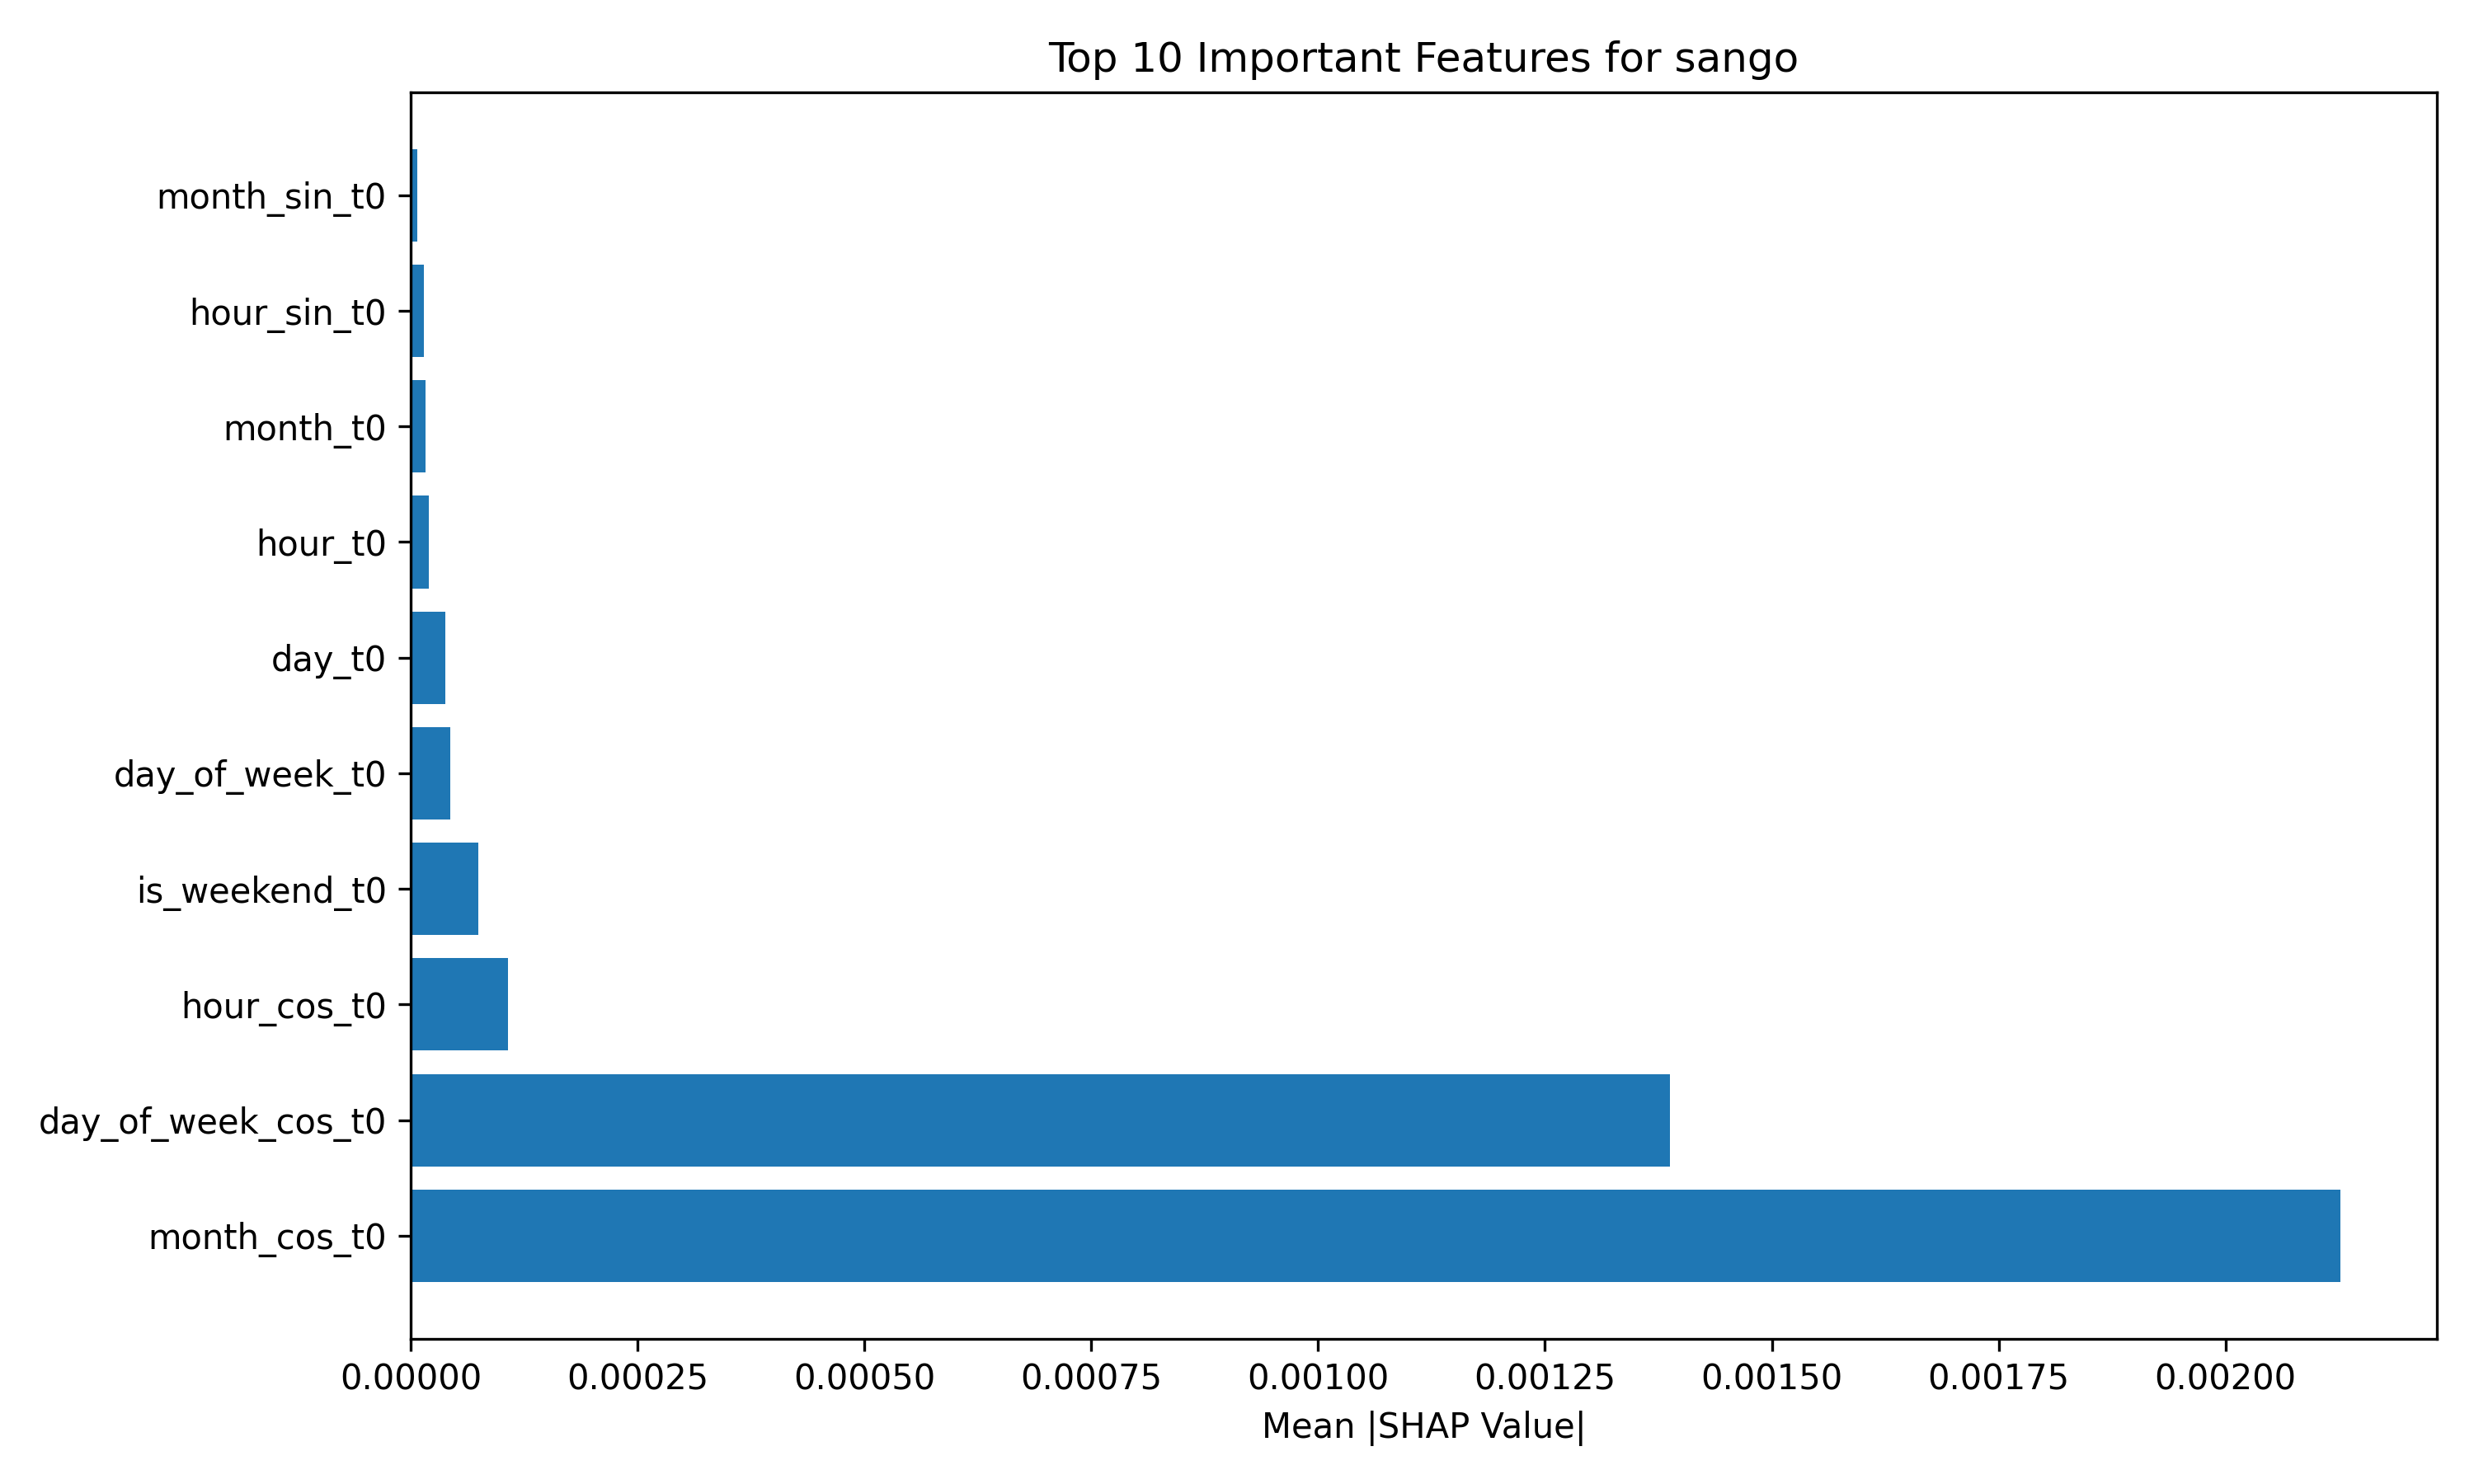 Top 10 Important Features for sango
month_sin_t0
hour_sin_t0
month_t0
hour_t0
day_t0
day_of_week_t0
is_weekend_t0
hour_cos_t0
day_of_week_cos_t0
month_cos_t0
0.00000 0.00025 0.00050 0.00075 0.00100 0.00125 0.00150 0.00175 0.00200
Mean |SHAP Value|